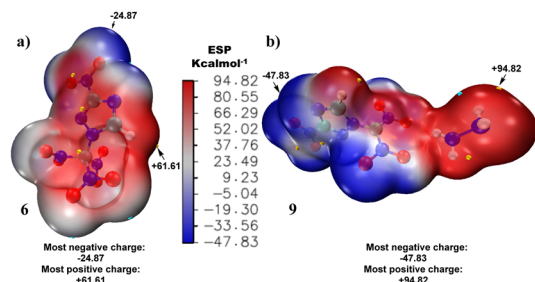 -24.87
a)
ESP
Kcalmol-1
b)
+94.82
-47.83
94.82
80.55
66.29
52.02
37.76
23.49
9.23
-5.04
-19.30
-33.56
-47.83
+61.61
6
9
Most negative charge:
-24.87
Most positive charge:
+61.61
Most negative charge:
-47.83
Most positive charge:
+94.82